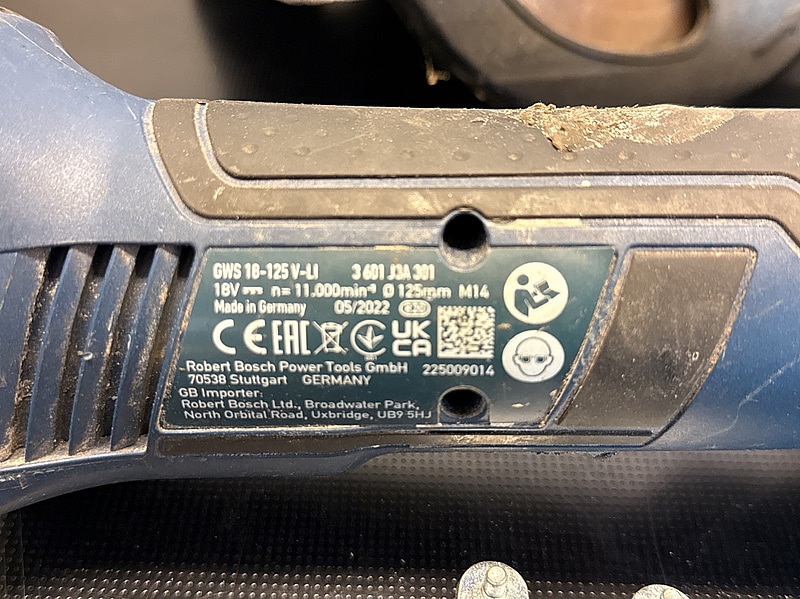 GWS 18-125 V-LI 3 601 J3A 301
18V n= 11.000min⁻¹ Ø 125mm M14
Made in Germany 05/2022
CE EAC UK CA
Robert Bosch Power Tools GmbH 225009014
70538 Stuttgart GERMANY
GB Importer:
Robert Bosch Ltd., Broadwater Park,
North Orbital Road, Uxbridge, UB9 5HJ